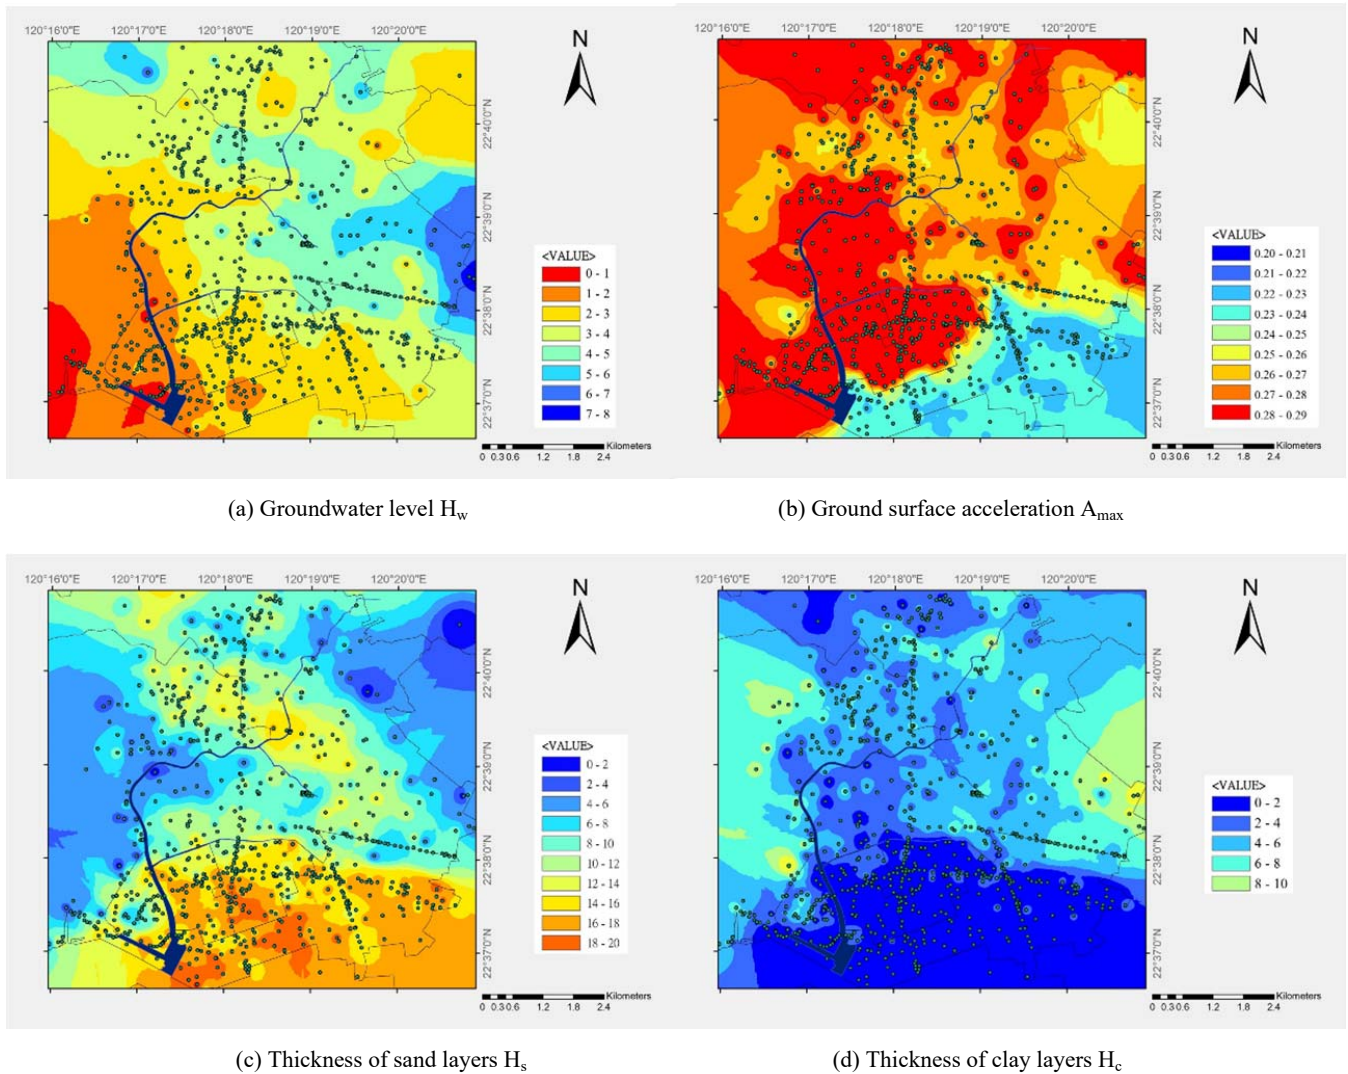 120°16'0"E 120°17'0"E 120°18'0"E 120°19'0"E 120°20'0"E
N
22°40'0"N
22°39'0"N
22°38'0"N
22°37'0"N
<VALUE>
0 - 1
1 - 2
2 - 3
3 - 4
4 - 5
5 - 6
6 - 7
7 - 8
Kilometers
0 0.30.6 1.2 1.8 2.4
(a) Groundwater level Hw
120°16'0"E 120°17'0"E 120°18'0"E 120°19'0"E 120°20'0"E
N
22°40'0"N
22°39'0"N
22°38'0"N
22°37'0"N
<VALUE>
0.20 - 0.21
0.21 - 0.22
0.22 - 0.23
0.23 - 0.24
0.24 - 0.25
0.25 - 0.26
0.26 - 0.27
0.27 - 0.28
0.28 - 0.29
Kilometers
0 0.30.6 1.2 1.8 2.4
(b) Ground surface acceleration Amax
120°16'0"E 120°17'0"E 120°18'0"E 120°19'0"E 120°20'0"E
N
22°40'0"N
22°39'0"N
22°38'0"N
22°37'0"N
<VALUE>
0 - 2
2 - 4
4 - 6
6 - 8
8 - 10
10 - 12
12 - 14
14 - 16
16 - 18
18 - 20
Kilometers
0 0.30.6 1.2 1.8 2.4
(c) Thickness of sand layers Hs
120°16'0"E 120°17'0"E 120°18'0"E 120°19'0"E 120°20'0"E
N
22°40'0"N
22°39'0"N
22°38'0"N
22°37'0"N
<VALUE>
0 - 2
2 - 4
4 - 6
6 - 8
8 - 10
Kilometers
0 0.30.6 1.2 1.8 2.4
(d) Thickness of clay layers Hc